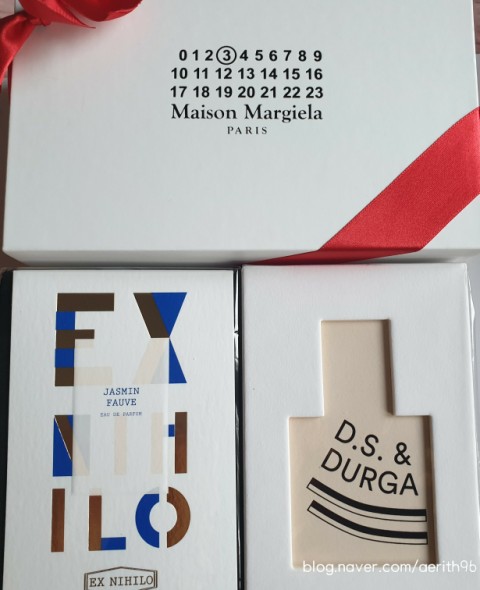 0 1 2 3 4 5 6 7 8 9
10 11 12 13 14 15 16
17 18 19 20 21 22 23
Maison Margiela
PARIS
EX
NIHILO
JASMIN
FAUVE
EAU DE PARFUM
EX NIHILO
D.S. &
DURGA
blog.naver.com/aerith96